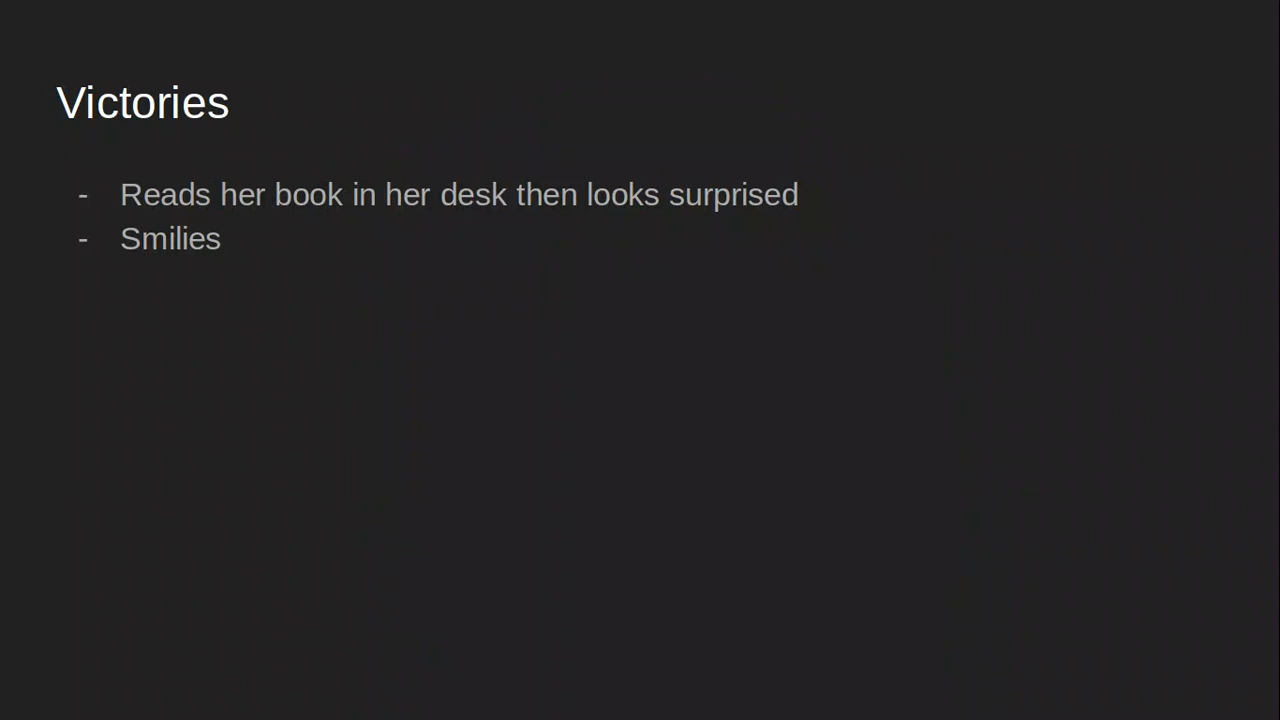 Victories
- Reads her book in her desk then looks surprised
- Smilies